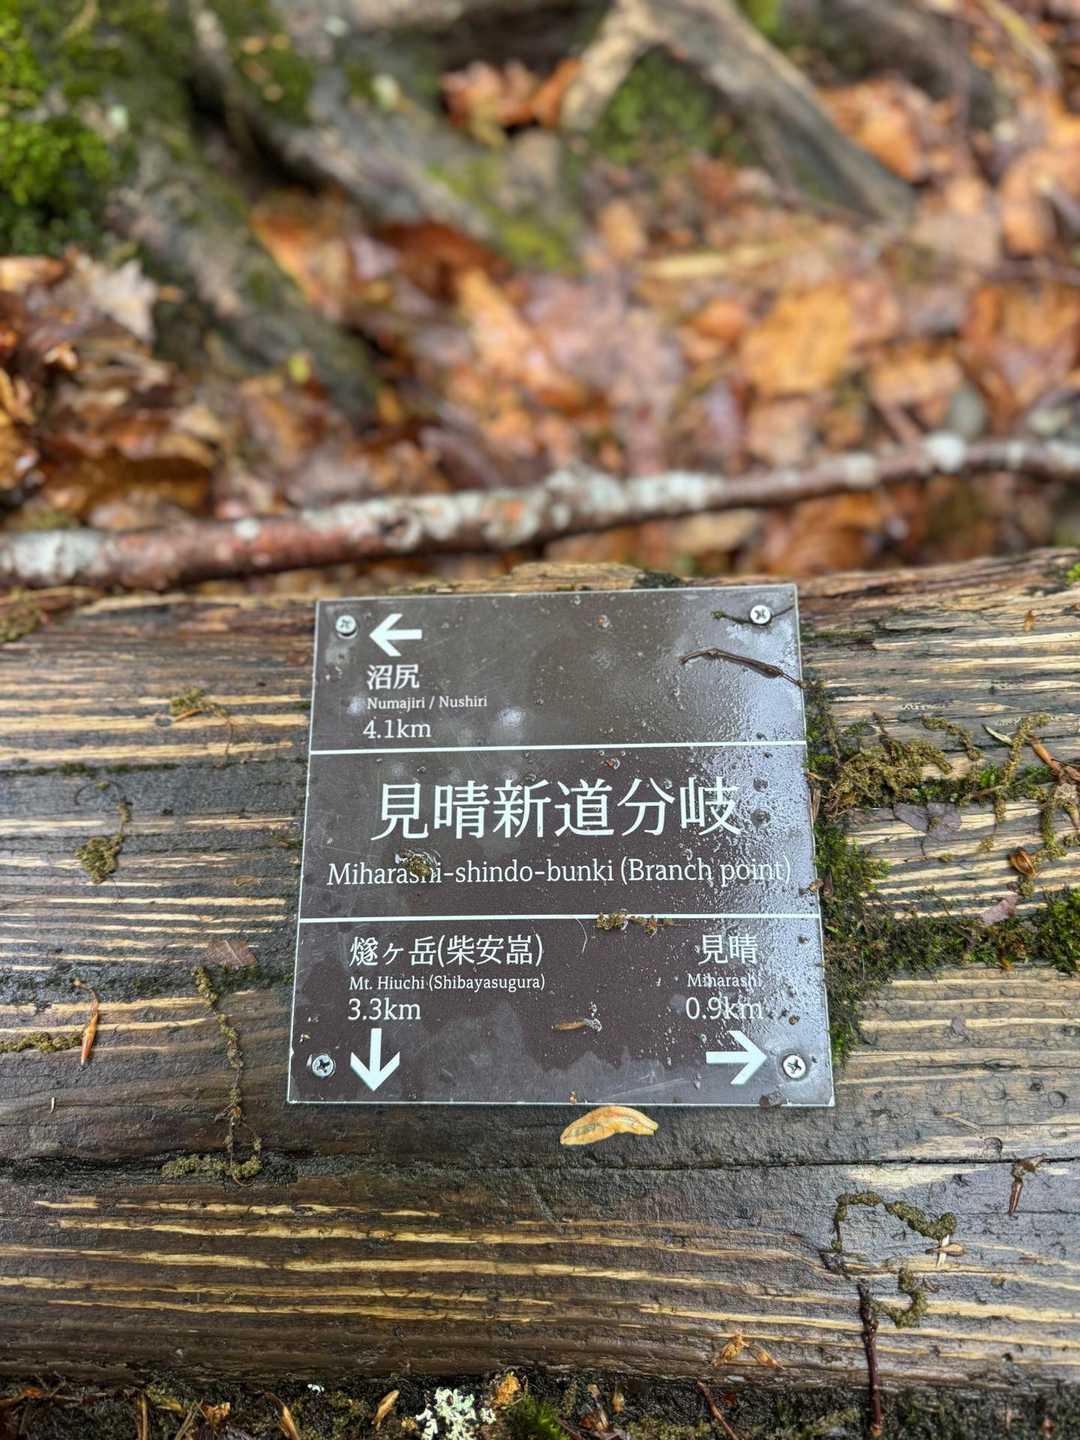 ←
沼尻
Numajiri / Nushiri
4.1km
見晴新道分岐
Miharashi-shindo-bunki (Branch point)
燧ヶ岳(柴安嵓)
Mt. Hiuchi (Shibayasugura)
3.3km
↓
見晴
Miharashi
0.9km
→